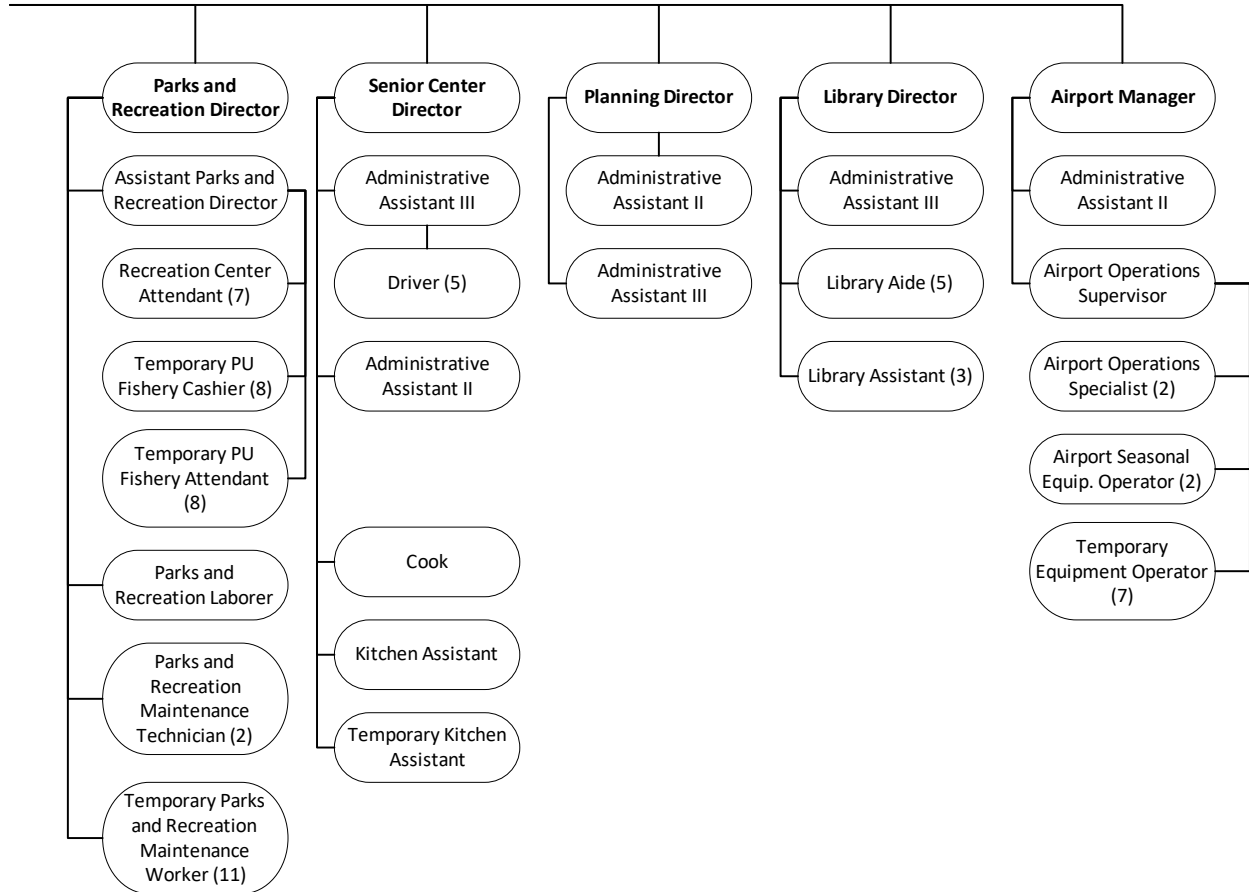 Parks and
Recreation Director
Assistant Parks and
Recreation Director
Recreation Center
Attendant (7)
Temporary PU
Fishery Cashier (8)
Temporary PU
Fishery Attendant
(8)
Parks and
Recreation Laborer
Parks and
Recreation
Maintenance
Technician (2)
Temporary Parks
and Recreation
Maintenance
Worker (11)
Senior Center
Director
Administrative
Assistant III
Driver (5)
Administrative
Assistant II
Cook
Kitchen Assistant
Temporary Kitchen
Assistant
Planning Director
Administrative
Assistant II
Administrative
Assistant III
Library Director
Administrative
Assistant III
Library Aide (5)
Library Assistant (3)
Airport Manager
Administrative
Assistant II
Airport Operations
Supervisor
Airport Operations
Specialist (2)
Airport Seasonal
Equip. Operator (2)
Temporary
Equipment Operator
(7)